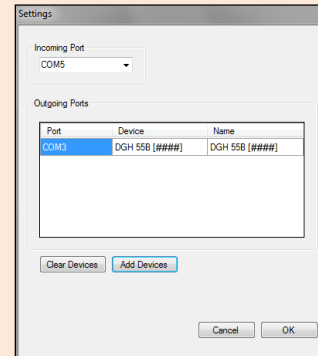 Settings
Incoming Port
COM5
Outgoing Ports
Port Device Name
COM3 DGH 55B [####] DGH 55B [####]
Clear Devices Add Devices
Cancel OK